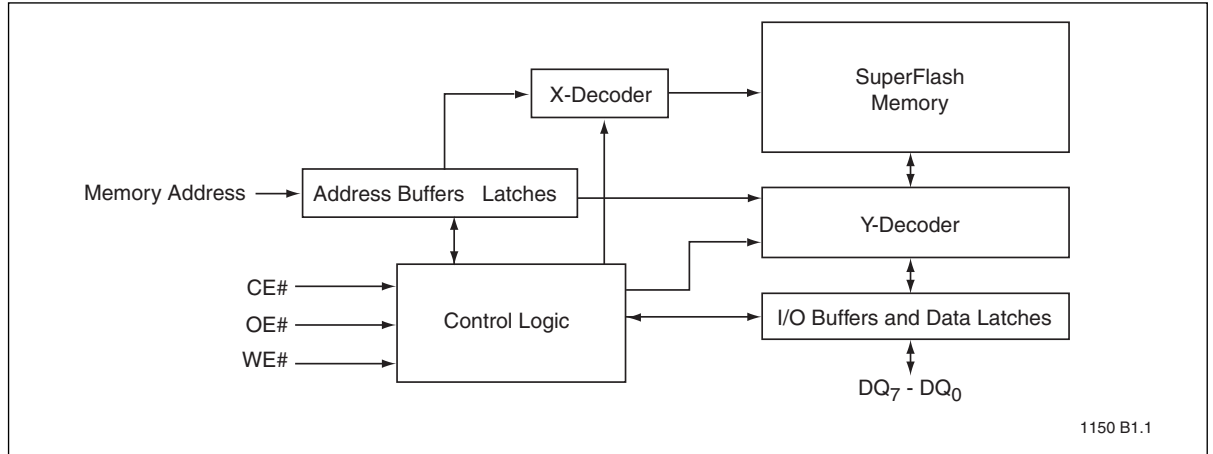 SuperFlash
Memory
X-Decoder
Memory Address
Address Buffers Latches
Y-Decoder
CE#
OE#
WE#
Control Logic
I/O Buffers and Data Latches
DQ7 - DQ0
1150 B1.1